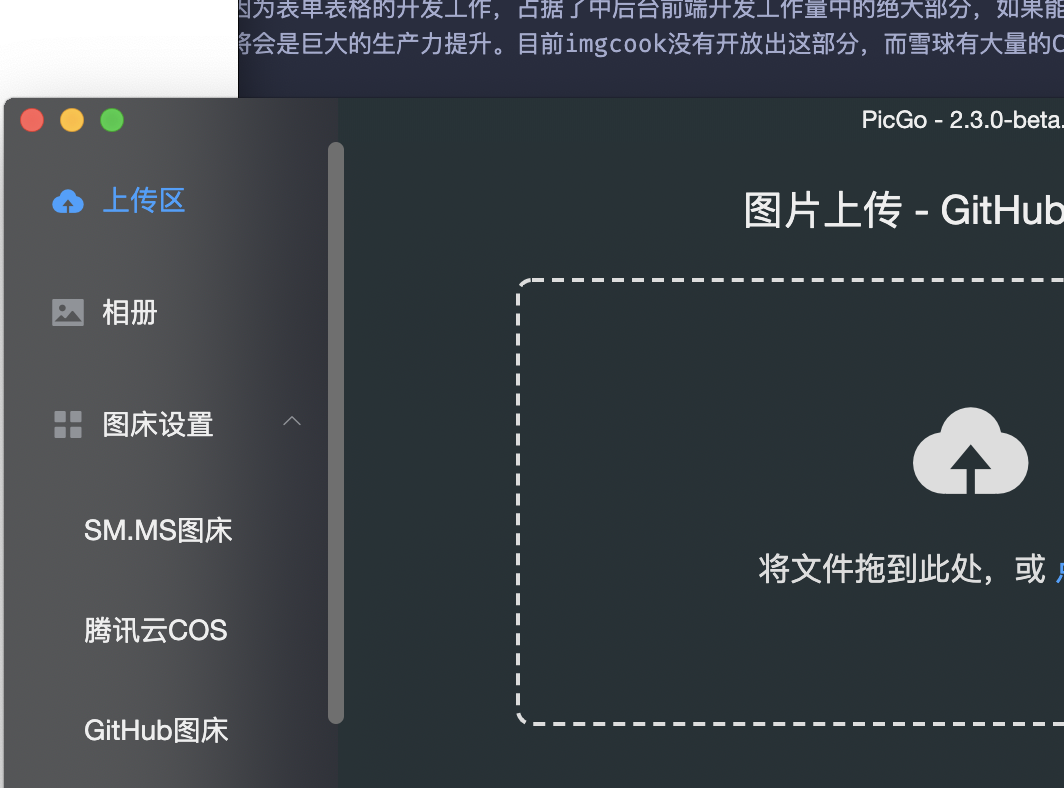 因为表单表格的开发工作，占据了中后台前端开发工作量中的绝大部分，如果能
将会是巨大的生产力提升。目前imgcook没有开放出这部分，而雪球有大量的C
PicGo - 2.3.0-beta.
上传区
图片上传 - GitHub
相册
图床设置
将文件拖到此处，或
SM.MS图床
腾讯云COS
GitHub图床